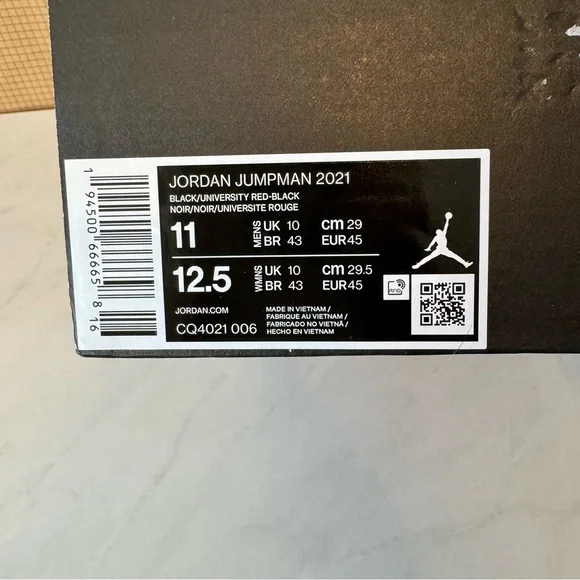 JORDAN JUMPMAN 2021
BLACK/UNIVERSITY RED-BLACK
NOIR/NOIR/UNIVERSITE ROUGE
11 MENS UK 10 cm 29
BR 43 EUR 45
12.5 WMNS UK 10 cm 29.5
BR 43 EUR 45
JORDAN.COM
CQ4021 006
MADE IN VIETNAM /
FABRIQUE AU VIETNAM /
FABRICADO NO VIETNÃ /
HECHO EN VIETNAM
RFID
1 94500 66665 8 16